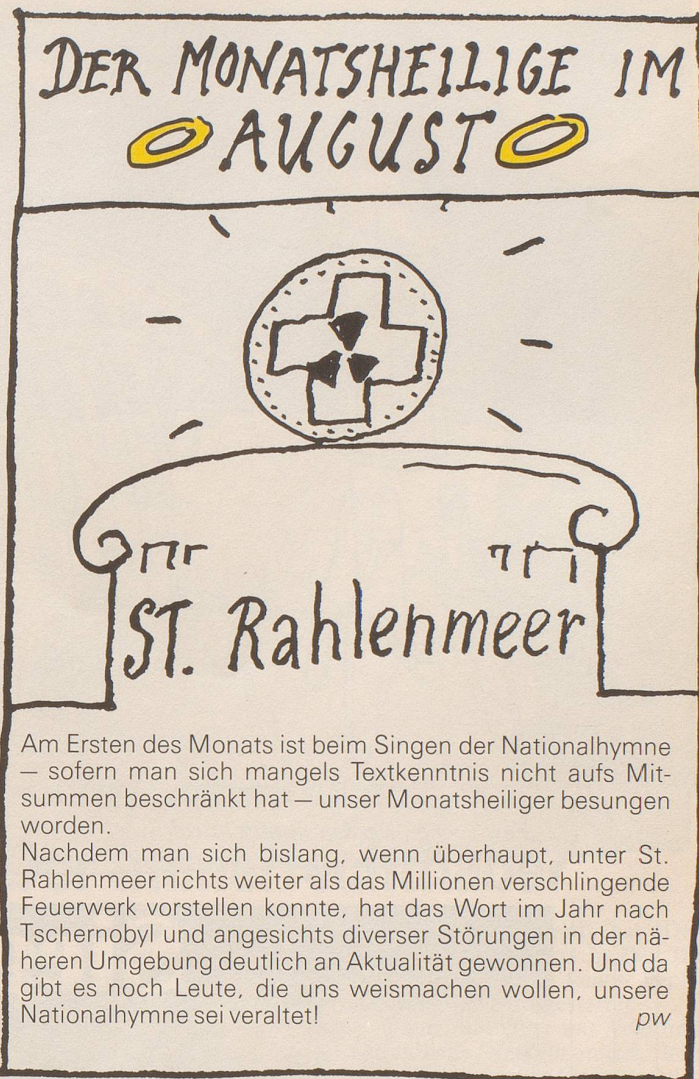 DER MONATSHEILIGE IM
AUGUST
ST. Rahlenmeer
Am Ersten des Monats ist beim Singen der Nationalhymne
– sofern man sich mangels Textkenntnis nicht aufs Mit-
summen beschränkt hat – unser Monatsheiliger besungen
worden.
Nachdem man sich bislang, wenn überhaupt, unter St.
Rahlenmeer nichts weiter als das Millionen verschlingende
Feuerwerk vorstellen konnte, hat das Wort im Jahr nach
Tschernobyl und angesichts diverser Störungen in der nä-
heren Umgebung deutlich an Aktualität gewonnen. Und da
gibt es noch Leute, die uns weismachen wollen, unsere
Nationalhymne sei veraltet! pw